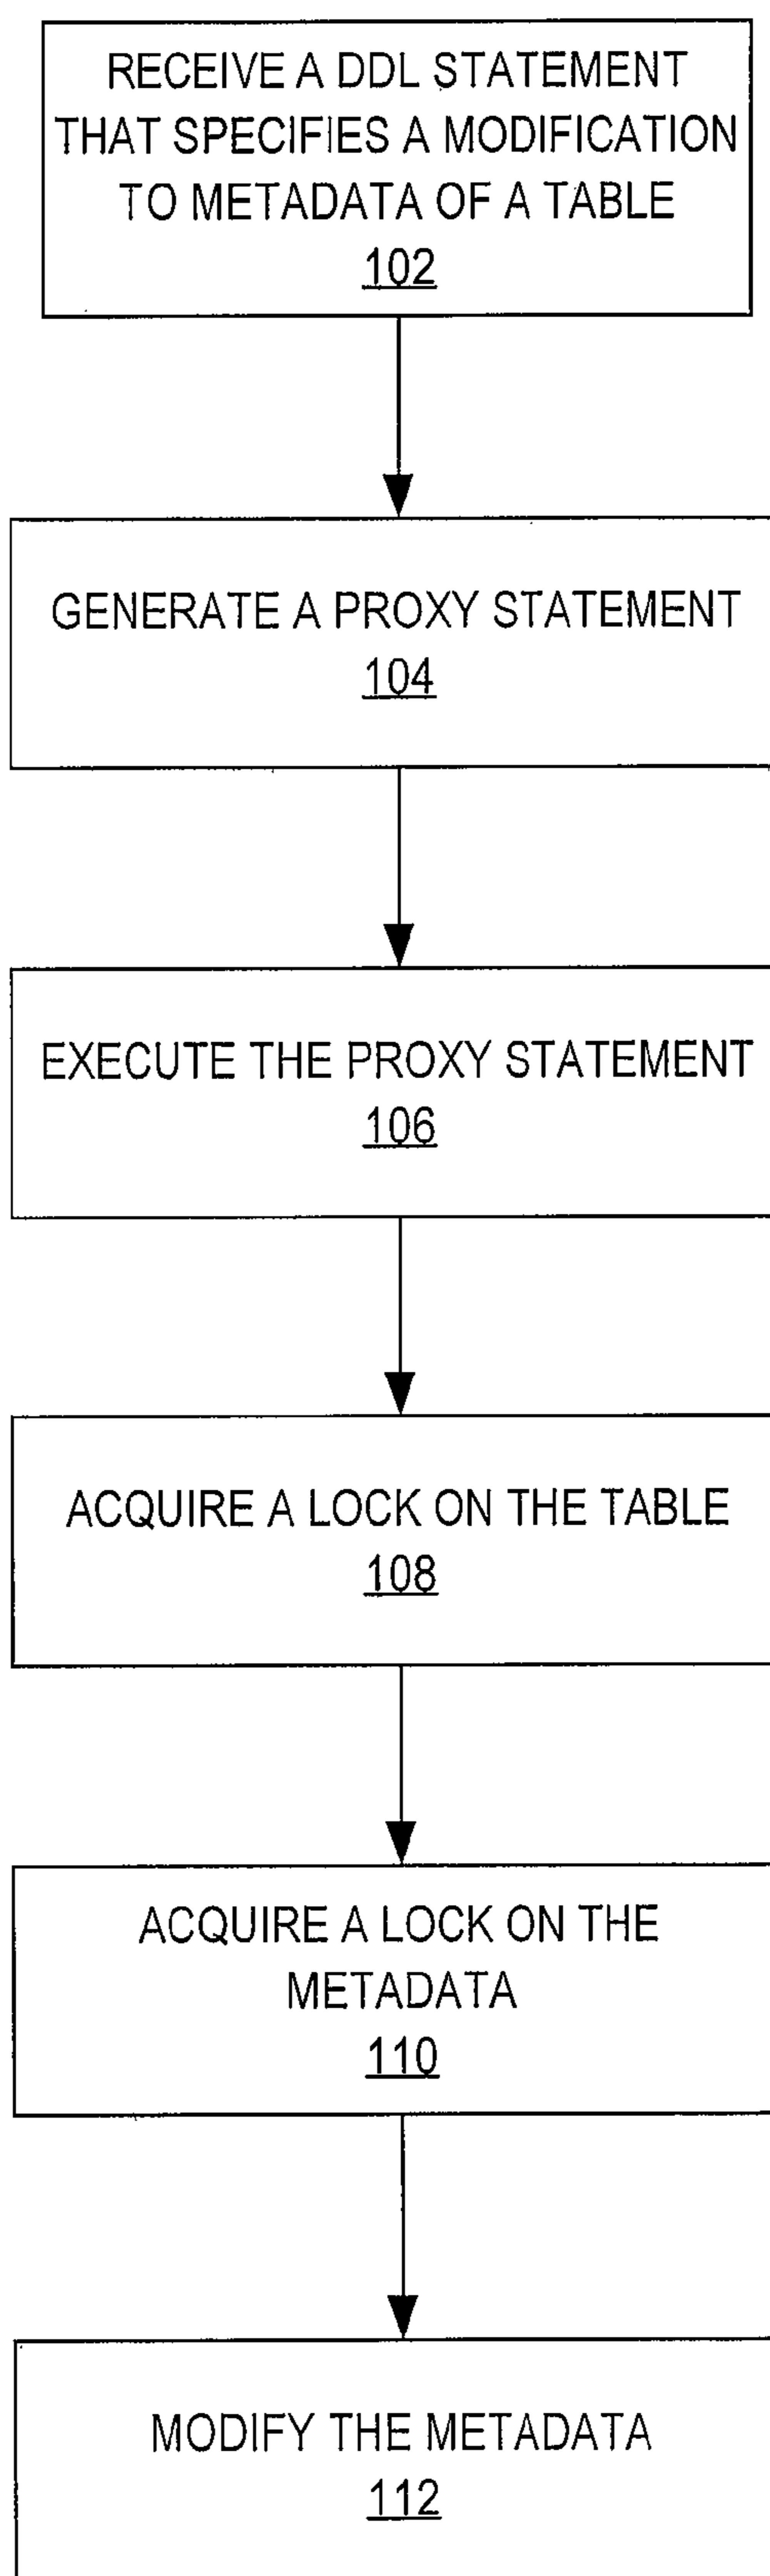 RECEIVE A DDL STATEMENT
THAT SPECIFIES A MODIFICATION
TO METADATA OF A TABLE
102
GENERATE A PROXY STATEMENT
104
EXECUTE THE PROXY STATEMENT
106
ACQUIRE A LOCK ON THE TABLE
108
ACQUIRE A LOCK ON THE
METADATA
110
MODIFY THE METADATA
112